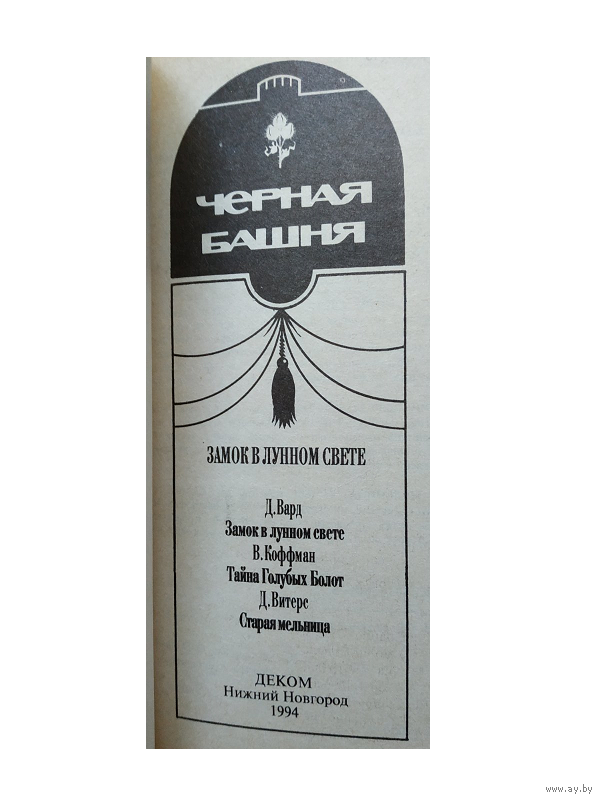 ЧЕРНАЯ
БАШНЯ
ЗАМОК В ЛУННОМ СВЕТЕ
Д.Вард
Замок в лунном свете
В.Коффман
Тайна Голубых Болот
Д.Витерс
Старая мельница
ДЕКОМ
Нижний Новгород
1994
www.ay.by